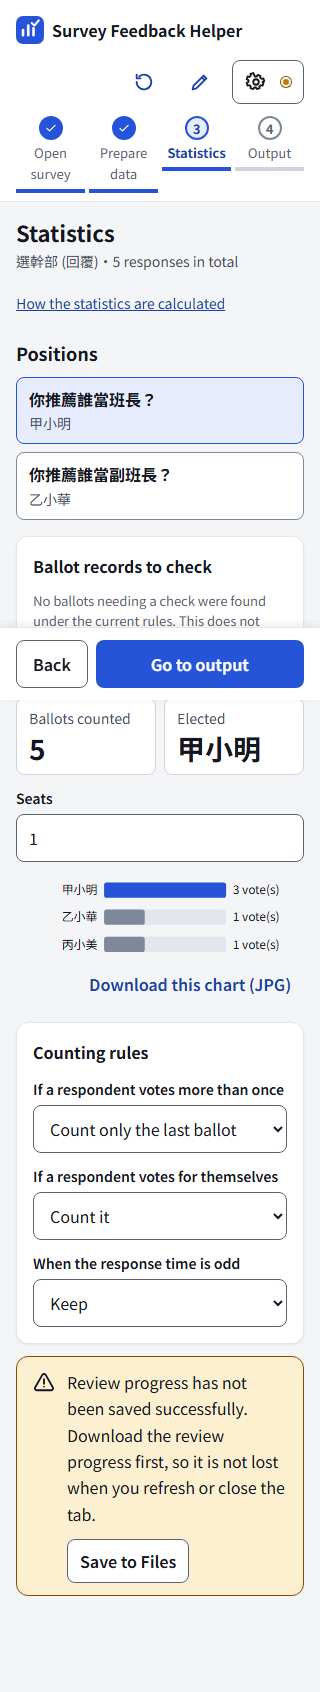 Survey Feedback Helper
Open survey
Prepare data
3
Statistics
4
Output
Statistics
選幹部 (回覆)・5 responses in total
How the statistics are calculated
Positions
你推薦誰當班長？
甲小明
你推薦誰當副班長？
乙小華
Ballot records to check
No ballots needing a check were found
under the current rules. This does not
Back
Go to output
Ballots counted
5
Elected
甲小明
Seats
1
甲小明 3 vote(s)
乙小華 1 vote(s)
丙小美 1 vote(s)
Download this chart (JPG)
Counting rules
If a respondent votes more than once
Count only the last ballot
If a respondent votes for themselves
Count it
When the response time is odd
Keep
Review progress has not
been saved successfully.
Download the review
progress first, so it is not lost
when you refresh or close the
tab.
Save to Files